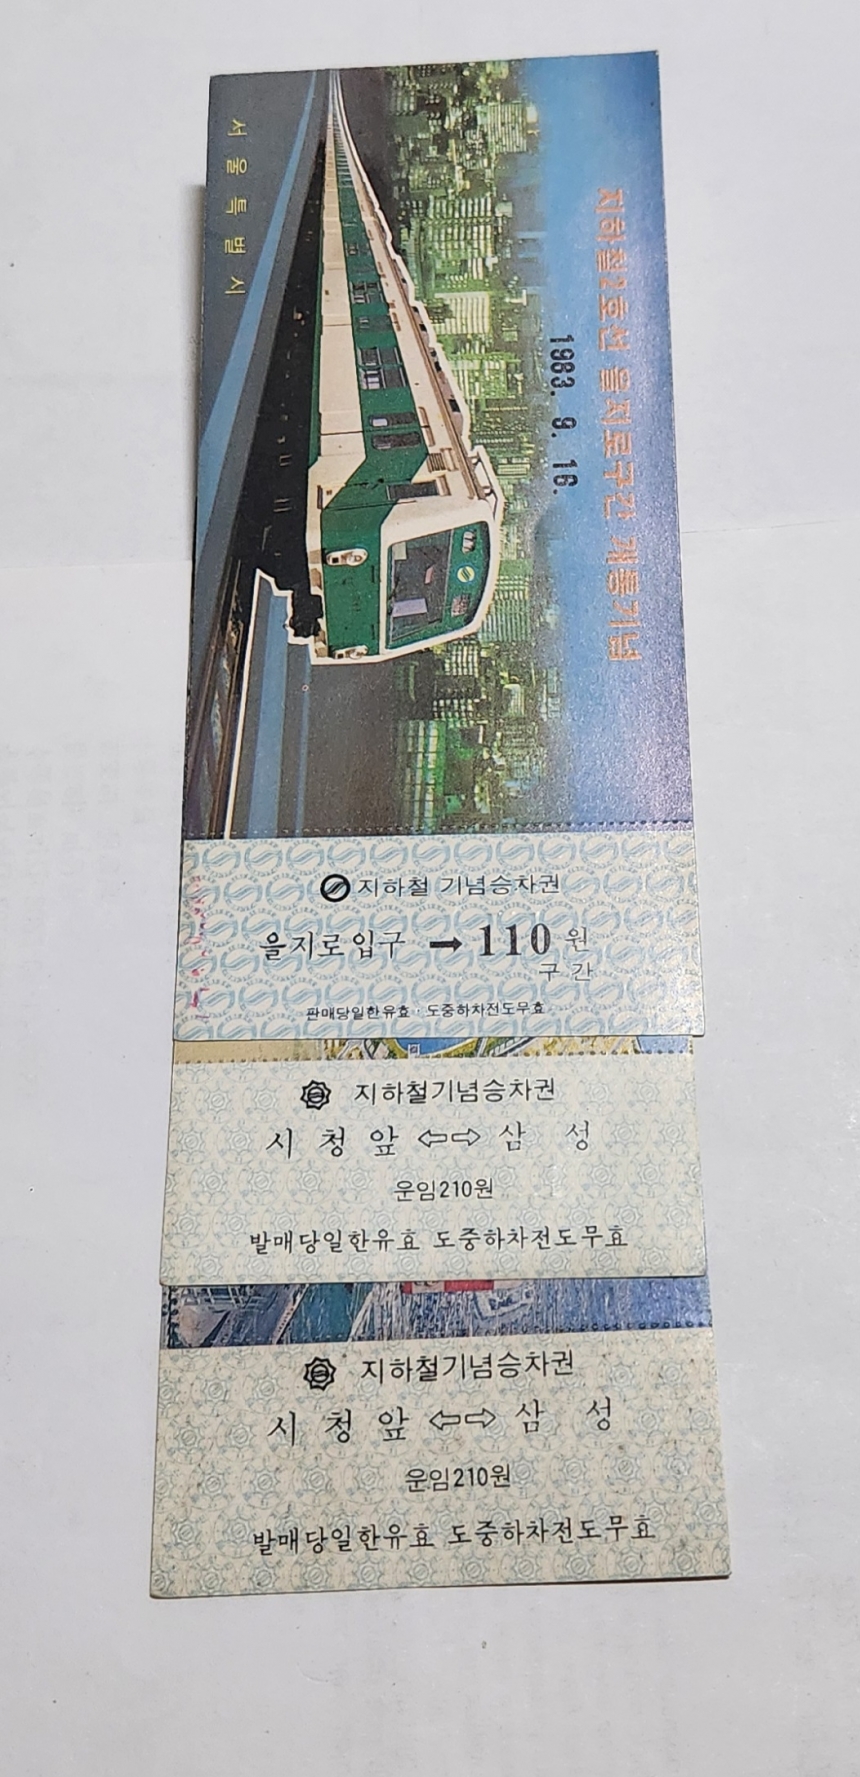 지하철2호선 을지로구간 개통기념
1983. 9. 16.
서울특별시
지하철 기념승차권
을지로입구 → 110 원
구간
판매당일한유효 · 도중하차전도무효
지하철기념승차권
시청앞 ⇦⇨ 삼성
운임210원
발매당일한유효 도중하차전도무효
지하철기념승차권
시청앞 ⇦⇨ 삼성
운임210원
발매당일한유효 도중하차전도무효